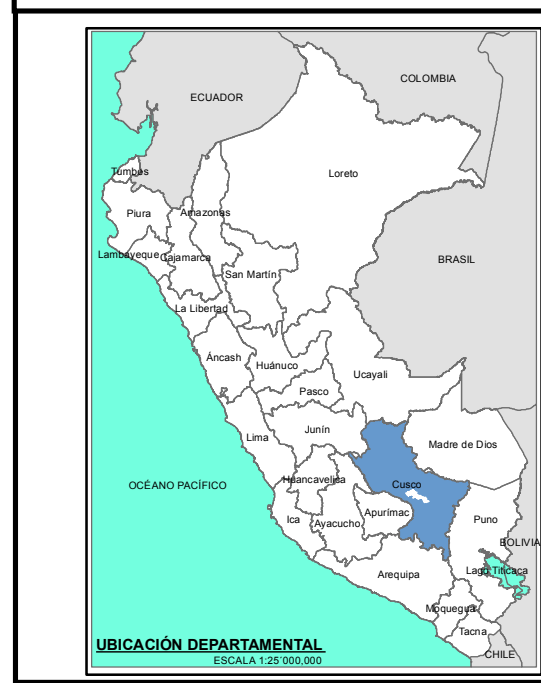 COLOMBIA
ECUADOR
Tumbes
Loreto
Piura
Amazonas
Lambayeque
Cajamarca
BRASIL
San Martín
La Libertad
Áncash
Huánuco
Ucayali
Pasco
Junín
Lima
Madre de Dios
Huancavelica
Cusco
OCÉANO PACÍFICO
Ica
Ayacucho
Apurímac
Puno
BOLIVIA
Lago Titicaca
Arequipa
Moquegua
Tacna
UBICACIÓN DEPARTAMENTAL
CHILE
ESCALA 1:25´000,000